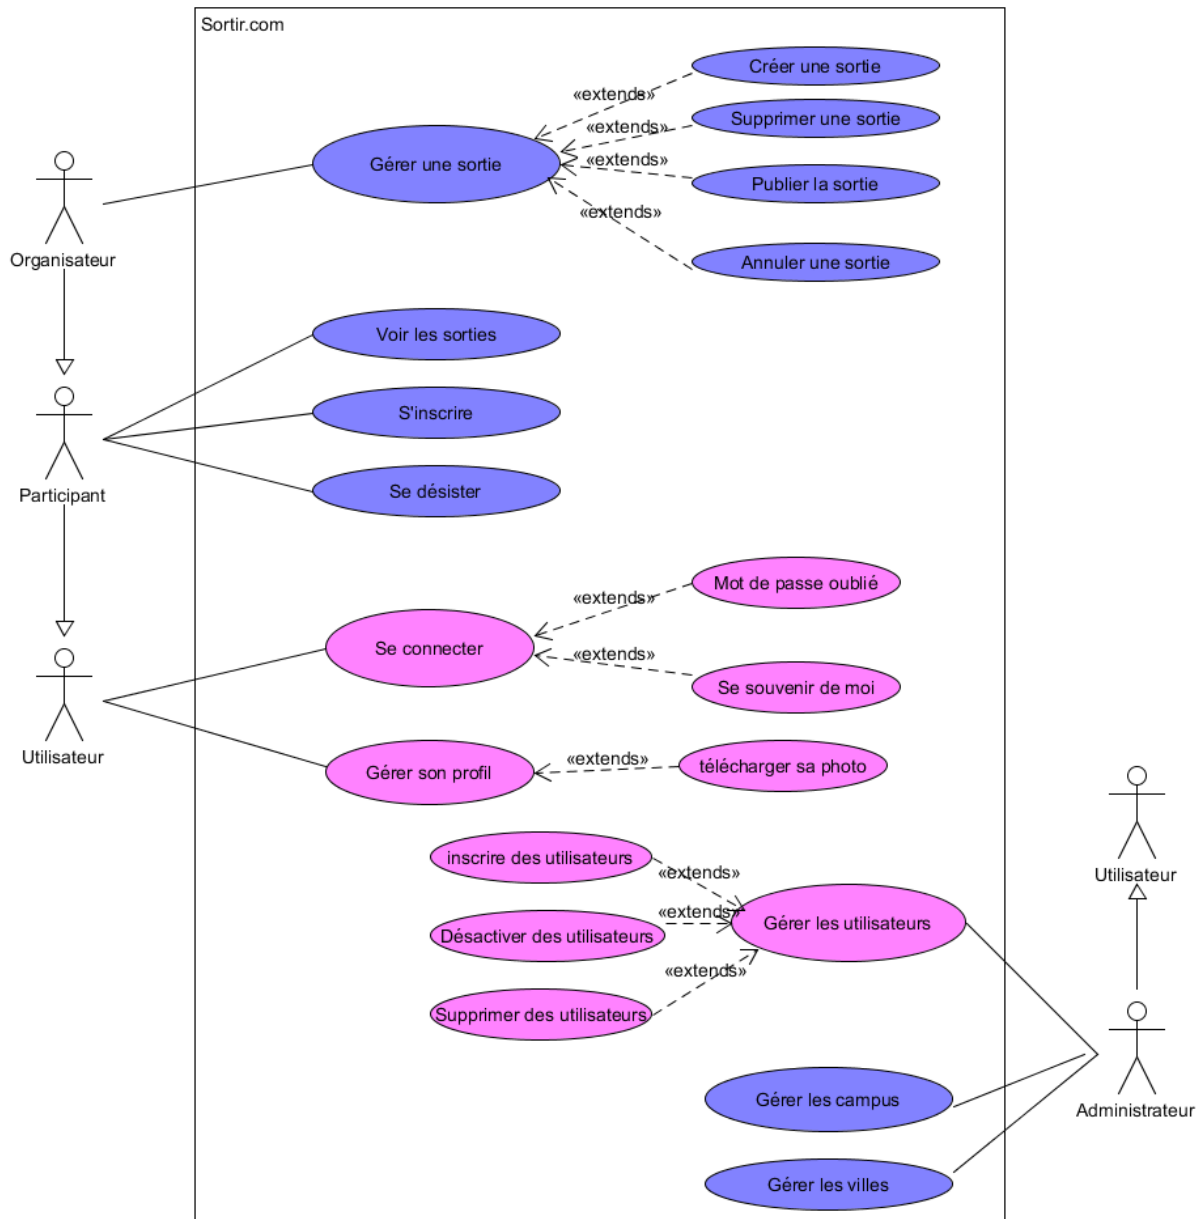 Sortir.com
Créer une sortie
«extends»
Supprimer une sortie
«extends»
Gérer une sortie
«extends»
Publier la sortie
«extends»
Organisateur
Annuler une sortie
Voir les sorties
S'inscrire
Participant
Se désister
Mot de passe oublié
«extends»
Se connecter
«extends»
Se souvenir de moi
Utilisateur
Gérer son profil
«extends»
télécharger sa photo
inscrire des utilisateurs
«extends»
Utilisateur
«extends»
Gérer les utilisateurs
Désactiver des utilisateurs
«extends»
Supprimer des utilisateurs
Gérer les campus
Administrateur
Gérer les villes